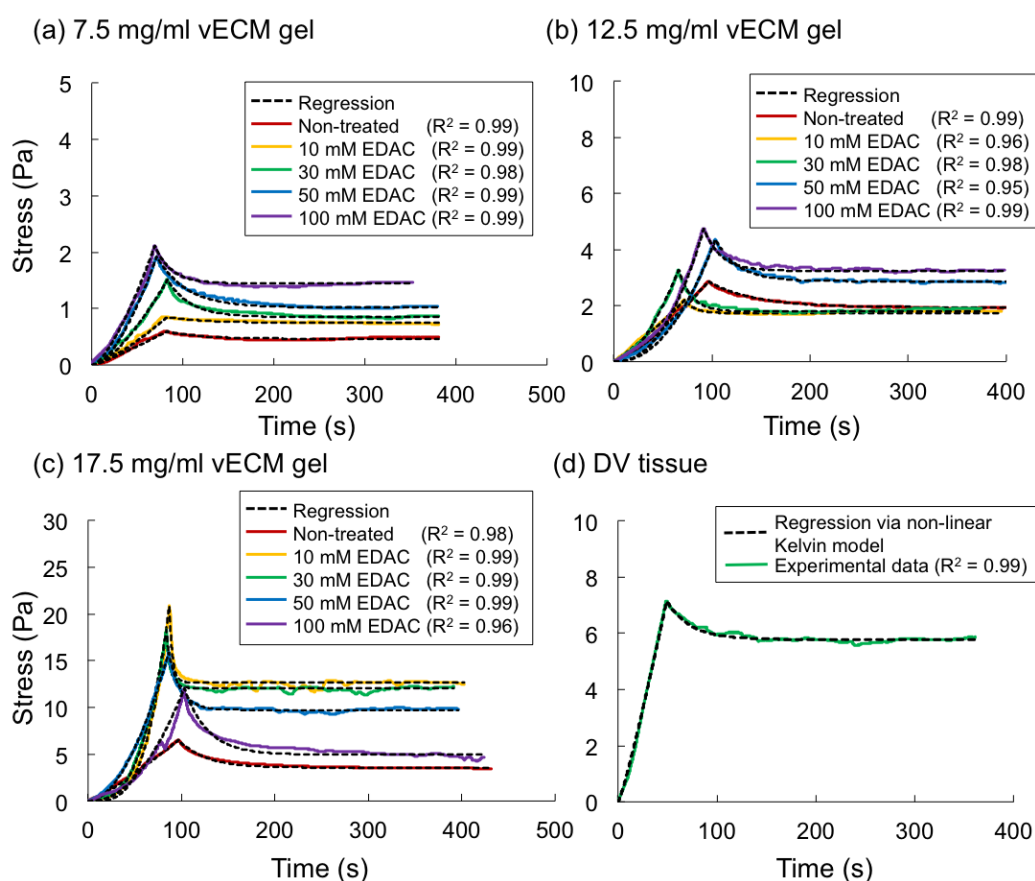 (a) 7.5 mg/ml vECM gel
5
4
3
2
1
0
Stress (Pa)
Regression
Non-treated (R² = 0.99)
10 mM EDAC (R² = 0.99)
30 mM EDAC (R² = 0.98)
50 mM EDAC (R² = 0.99)
100 mM EDAC (R² = 0.99)
0 100 200 300 400 500
Time (s)
(b) 12.5 mg/ml vECM gel
10
8
6
4
2
0
Regression
Non-treated (R² = 0.99)
10 mM EDAC (R² = 0.96)
30 mM EDAC (R² = 0.98)
50 mM EDAC (R² = 0.95)
100 mM EDAC (R² = 0.99)
0 100 200 300 400
Time (s)
(c) 17.5 mg/ml vECM gel
30
25
20
15
10
5
0
Stress (Pa)
Regression
Non-treated (R² = 0.98)
10 mM EDAC (R² = 0.99)
30 mM EDAC (R² = 0.99)
50 mM EDAC (R² = 0.99)
100 mM EDAC (R² = 0.96)
0 100 200 300 400 500
Time (s)
(d) DV tissue
10
8
6
4
2
0
Regression via non-linear
Kelvin model
Experimental data (R² = 0.99)
0 100 200 300 400
Time (s)